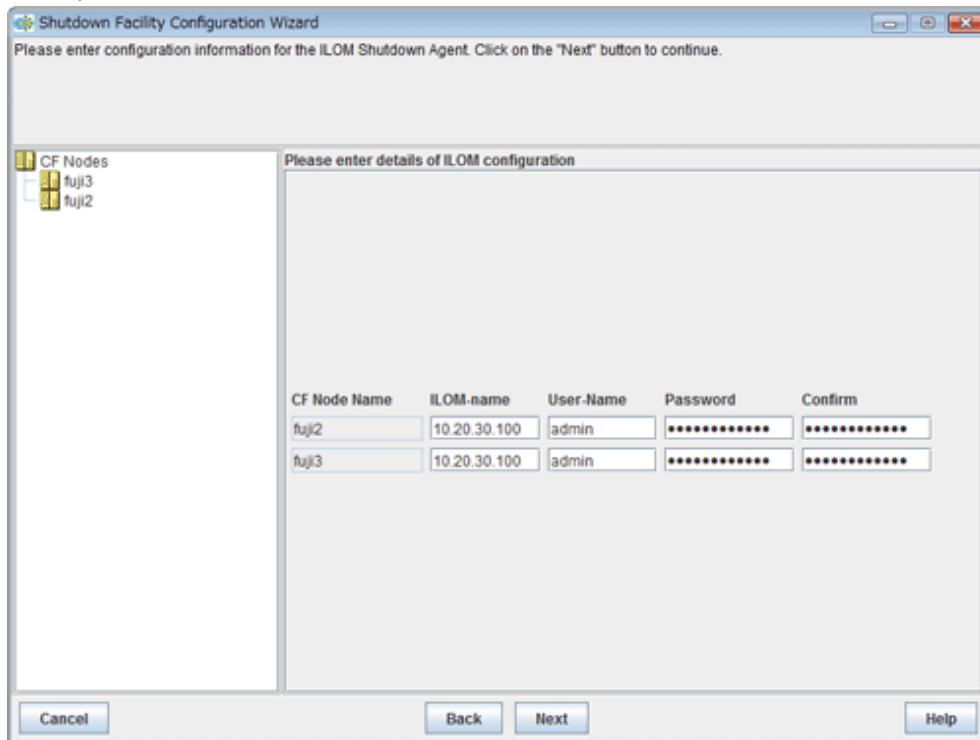 Shutdown Facility Configuration Wizard
Please enter configuration information for the ILOM Shutdown Agent. Click on the "Next" button to continue.
CF Nodes
fuji3
fuji2
Please enter details of ILOM configuration
CF Node Name ILOM-name User-Name Password Confirm
fuji2 10.20.30.100 admin •••••••••••• ••••••••••••
fuji3 10.20.30.100 admin •••••••••••• ••••••••••••
Cancel Back Next Help